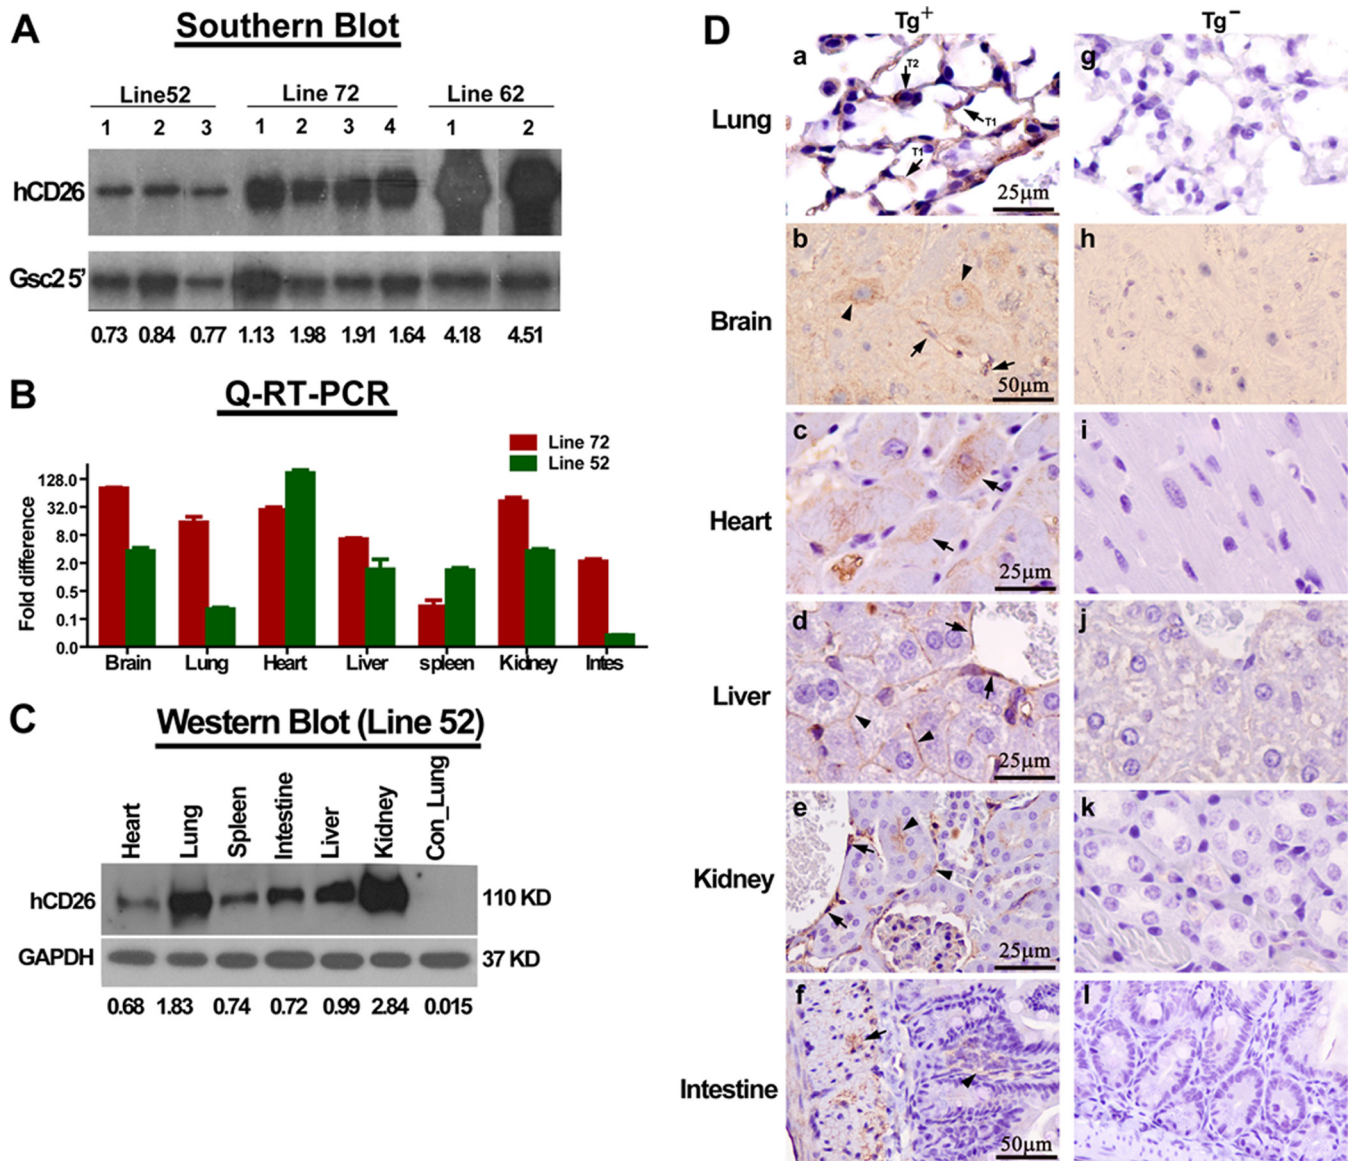 A
Southern Blot
Line52 Line 72 Line 62
1 2 3 1 2 3 4 1 2
hCD26
Gsc2 5'
0.73 0.84 0.77 1.13 1.98 1.91 1.64 4.18 4.51
B
Q-RT-PCR
Line 72
Line 52
Fold difference
128.0
32.0
8.0
2.0
0.5
0.1
0.0
Brain Lung Heart Liver spleen Kidney Intes
C
Western Blot (Line 52)
Heart Lung Spleen Intestine Liver Kidney Con_Lung
hCD26 110 KD
GAPDH 37 KD
0.68 1.83 0.74 0.72 0.99 2.84 0.015
D
Tg+ Tg−
Lung
a T2 T1 T1 25μm
g
Brain
b 50μm
h
Heart
c 25μm
i
Liver
d 25μm
j
Kidney
e 25μm
k
Intestine
f 50μm
l